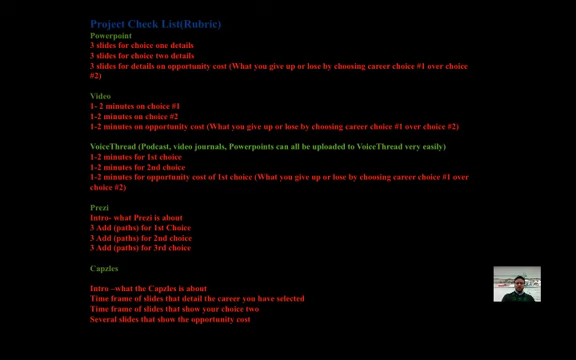 Project Check List(Rubric)
Powerpoint
3 slides for choice one details
3 slides for choice two details
3 slides for details on opportunity cost (What you give up or lose by choosing career choice #1 over choice
#2)
Video
1- 2 minutes on choice #1
1-2 minutes on choice #2
1-2 minutes on opportunity cost (What you give up or lose by choosing career choice #1 over choice #2)
VoiceThread (Podcast, video journals, Powerpoints can all be uploaded to VoiceThread very easily)
1-2 minutes for 1st choice
1-2 minutes for 2nd choice
1-2 minutes for opportunity cost of 1st choice (What you give up or lose by choosing career choice #1 over
choice #2)
Prezi
Intro- what Prezi is about
3 Add (paths) for 1st Choice
3 Add (paths) for 2nd choice
3 Add (paths) for 3rd choice
Capzles
Intro –what the Capzles is about
Time frame of slides that detail the career you have selected
Time frame of slides that show your choice two
Several slides that show the opportunity cost